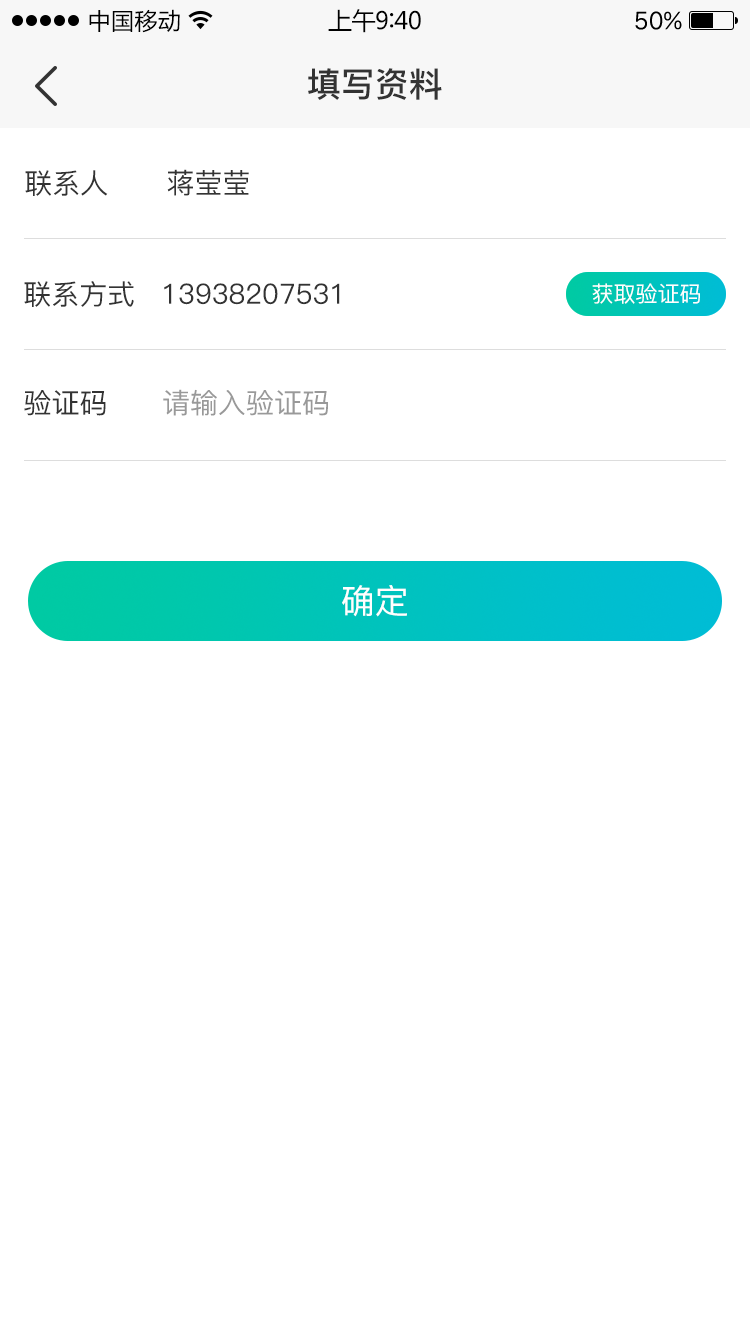 中国移动 上午9:40 50%
填写资料
联系人 蒋莹莹
联系方式 13938207531 获取验证码
验证码 请输入验证码
确定